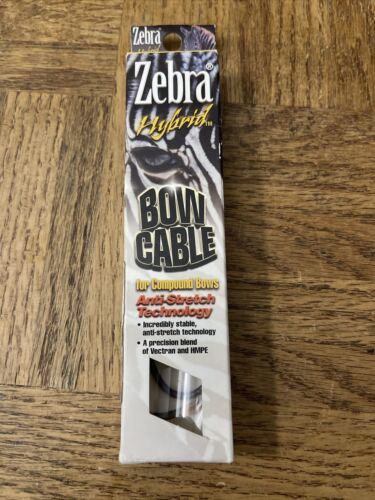 Zebra
Hybrid
Zebra®
Hybrid™
BOW
CABLE
for Compound Bows
Anti-Stretch
Technology
• Incredibly stable,
anti-stretch technology
• A precision blend
of Vectran and HMPE